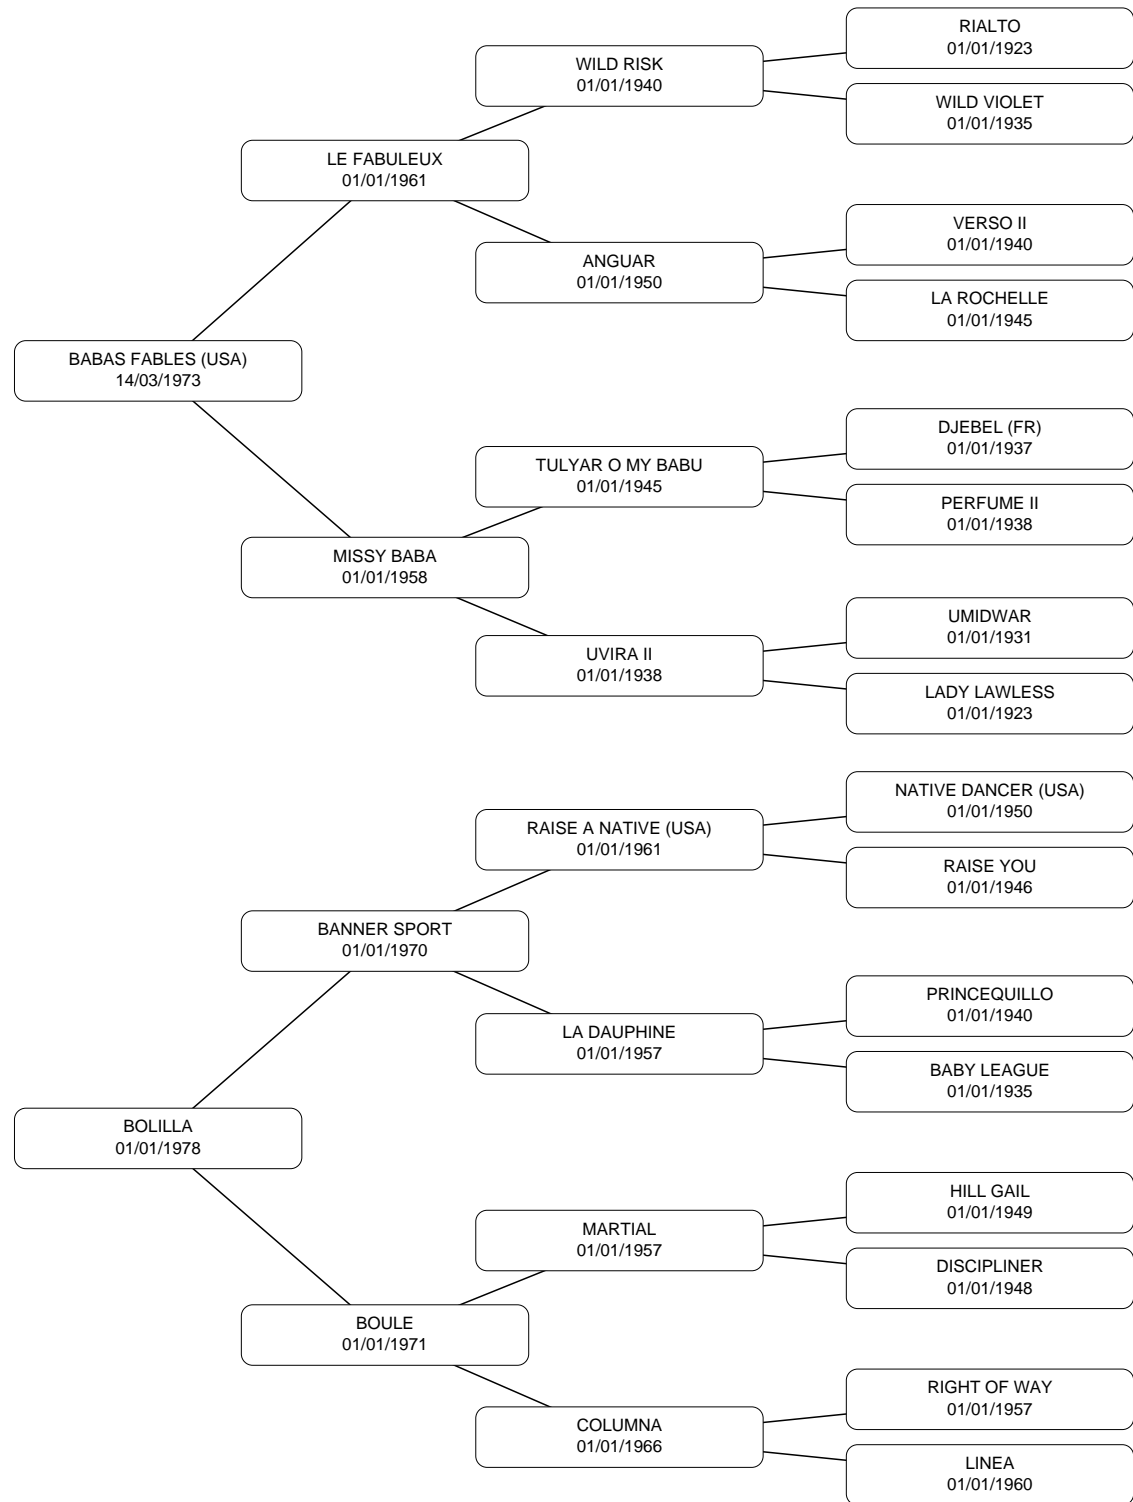 RIALTO
01/01/1923
WILD RISK
01/01/1940
WILD VIOLET
01/01/1935
LE FABULEUX
01/01/1961
VERSO II
01/01/1940
ANGUAR
01/01/1950
LA ROCHELLE
01/01/1945
BABAS FABLES (USA)
14/03/1973
DJEBEL (FR)
01/01/1937
TULYAR O MY BABU
01/01/1945
PERFUME II
01/01/1938
MISSY BABA
01/01/1958
UMIDWAR
01/01/1931
UVIRA II
01/01/1938
LADY LAWLESS
01/01/1923
NATIVE DANCER (USA)
01/01/1950
RAISE A NATIVE (USA)
01/01/1961
RAISE YOU
01/01/1946
BANNER SPORT
01/01/1970
PRINCEQUILLO
01/01/1940
LA DAUPHINE
01/01/1957
BABY LEAGUE
01/01/1935
BOLILLA
01/01/1978
HILL GAIL
01/01/1949
MARTIAL
01/01/1957
DISCIPLINER
01/01/1948
BOULE
01/01/1971
RIGHT OF WAY
01/01/1957
COLUMNA
01/01/1966
LINEA
01/01/1960